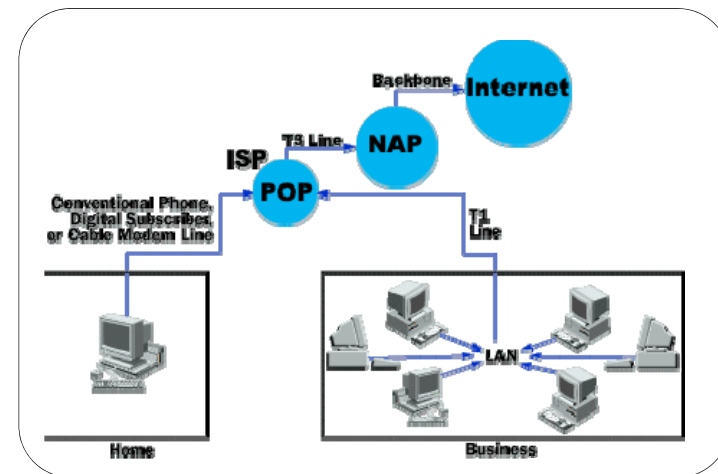 Backbone
Internet
T3 Line
NAP
ISP
POP
Conventional Phone,
Digital Subscriber,
or Cable Modem Line
T1
Line
LAN
Home
Business